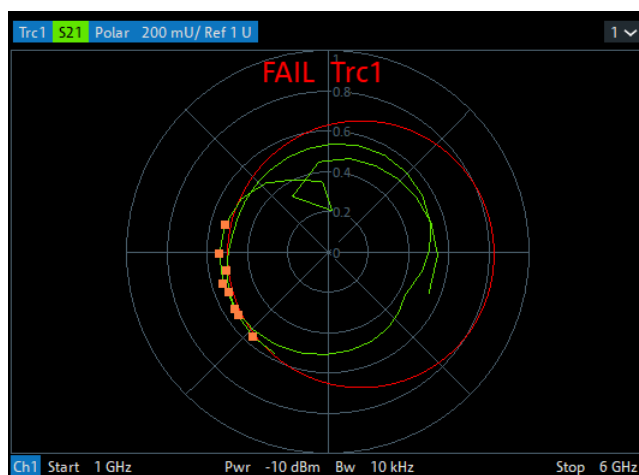 Trc1 S21 Polar 200 mU/ Ref 1 U 1
1
FAIL Trc1
0.8
0.6
0.4
0.2
0
Ch1 Start 1 GHz Pwr -10 dBm Bw 10 kHz Stop 6 GHz